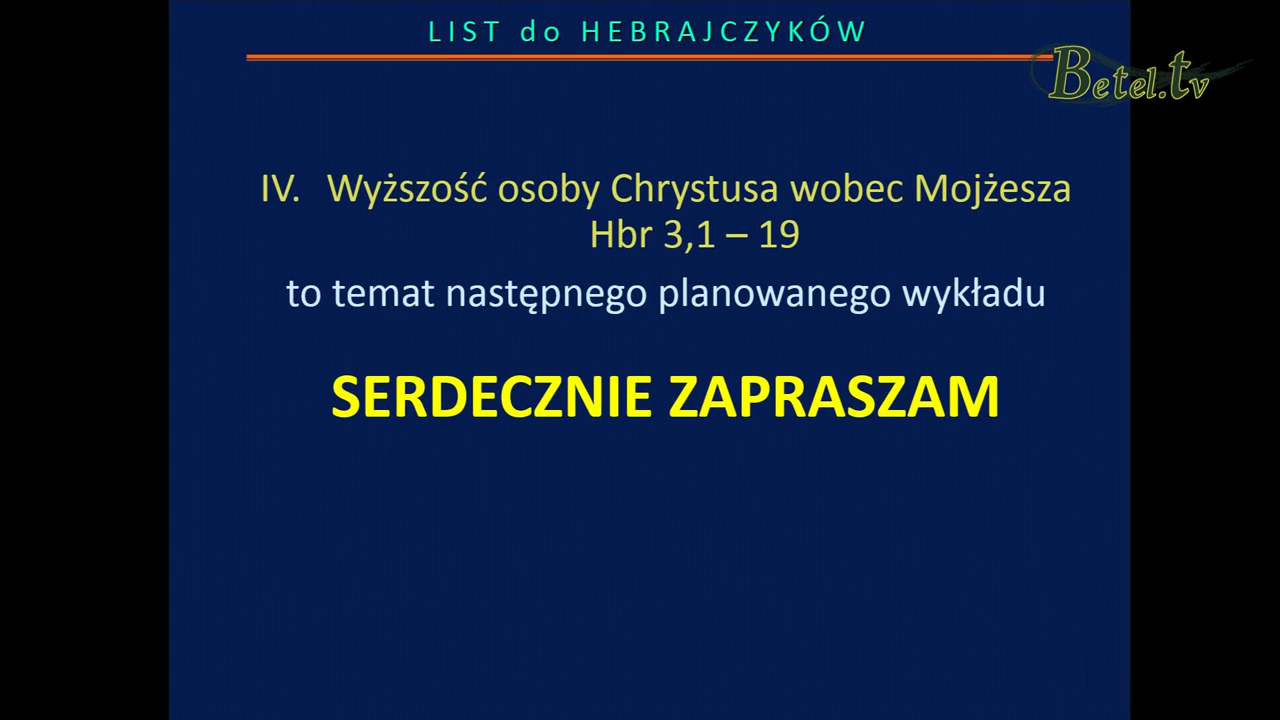 LIST do HEBRAJCZYKÓW
Betel.tv
IV. Wyższość osoby Chrystusa wobec Mojżesza
Hbr 3,1 – 19
to temat następnego planowanego wykładu
SERDECZNIE ZAPRASZAM